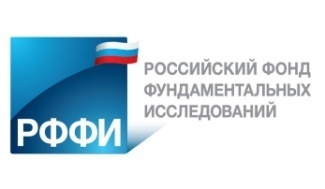 РФФИ
РОССИЙСКИЙ ФОНД
ФУНДАМЕНТАЛЬНЫХ
ИССЛЕДОВАНИЙ